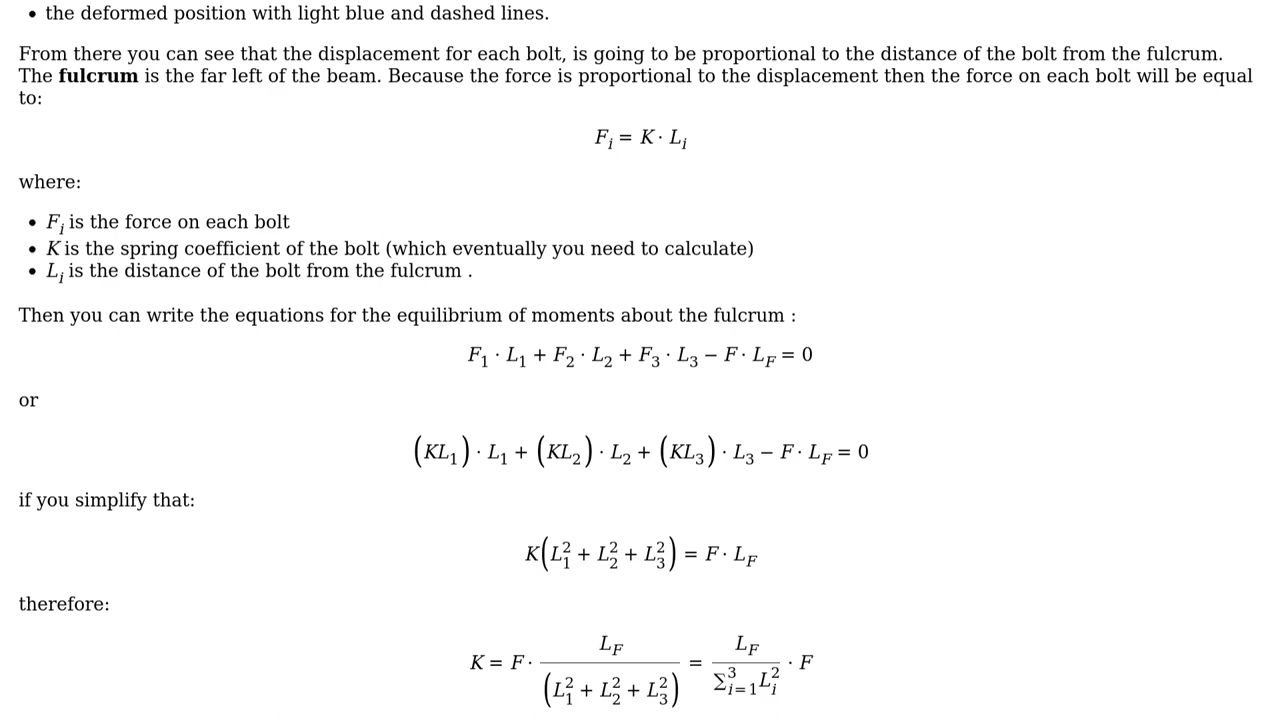 • the deformed position with light blue and dashed lines.
From there you can see that the displacement for each bolt, is going to be proportional to the distance of the bolt from the fulcrum.
The fulcrum is the far left of the beam. Because the force is proportional to the displacement then the force on each bolt will be equal
to:
F_i = K · L_i
where:
• F_i is the force on each bolt
• K is the spring coefficient of the bolt (which eventually you need to calculate)
• L_i is the distance of the bolt from the fulcrum .
Then you can write the equations for the equilibrium of moments about the fulcrum :
F_1 · L_1 + F_2 · L_2 + F_3 · L_3 − F · L_F = 0
or
(KL_1) · L_1 + (KL_2) · L_2 + (KL_3) · L_3 − F · L_F = 0
if you simplify that:
K(L_1^2 + L_2^2 + L_3^2) = F · L_F
therefore:
K = F · L_F / (L_1^2 + L_2^2 + L_3^2) = L_F / Σ_{i=1}^3 L_i^2 · F